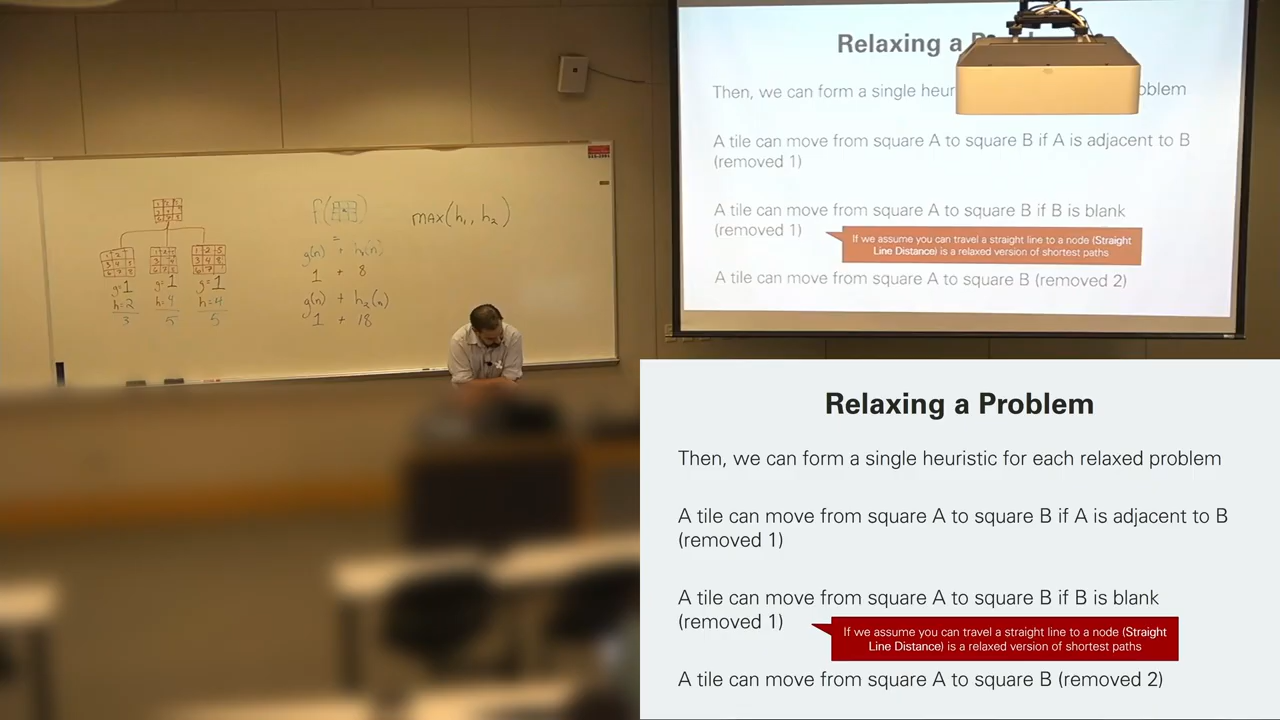 f(
max(h₁, h₂)
=
g(n) + h(n)
1 + 8
g(n) + h₂(n)
1 + 18
g=1
g=1
g=1
h=2
h=4
h=4
3
5
5
Relaxing a
Then, we can form a single heur oblem
A tile can move from square A to square B if A is adjacent to B
(removed 1)
A tile can move from square A to square B if B is blank
(removed 1)
If we assume you can travel a straight line to a node (Straight
Line Distance) is a relaxed version of shortest paths
A tile can move from square A to square B (removed 2)
Relaxing a Problem
Then, we can form a single heuristic for each relaxed problem
A tile can move from square A to square B if A is adjacent to B
(removed 1)
A tile can move from square A to square B if B is blank
(removed 1)
If we assume you can travel a straight line to a node (Straight
Line Distance) is a relaxed version of shortest paths
A tile can move from square A to square B (removed 2)